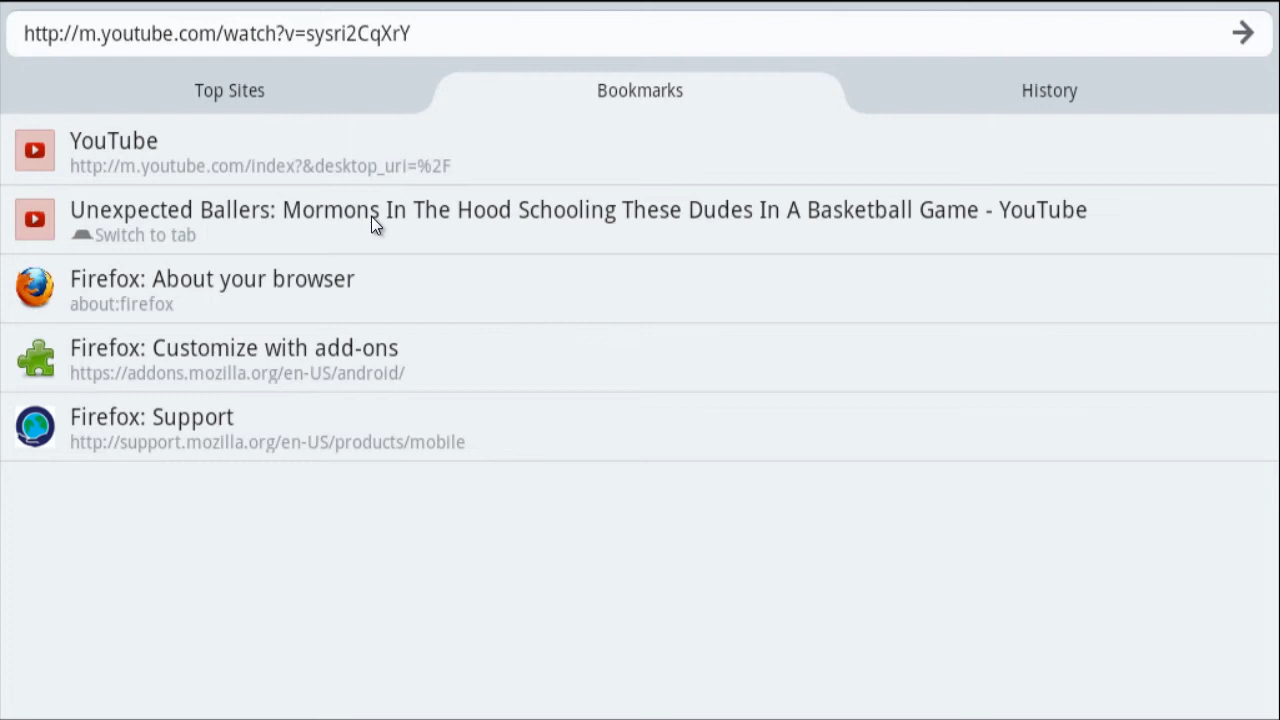 http://m.youtube.com/watch?v=sysri2CqXrY
Top Sites
Bookmarks
History
YouTube
http://m.youtube.com/index?&desktop_uri=%2F
Unexpected Ballers: Mormons In The Hood Schooling These Dudes In A Basketball Game - YouTube
Switch to tab
Firefox: About your browser
about:firefox
Firefox: Customize with add-ons
https://addons.mozilla.org/en-US/android/
Firefox: Support
http://support.mozilla.org/en-US/products/mobile